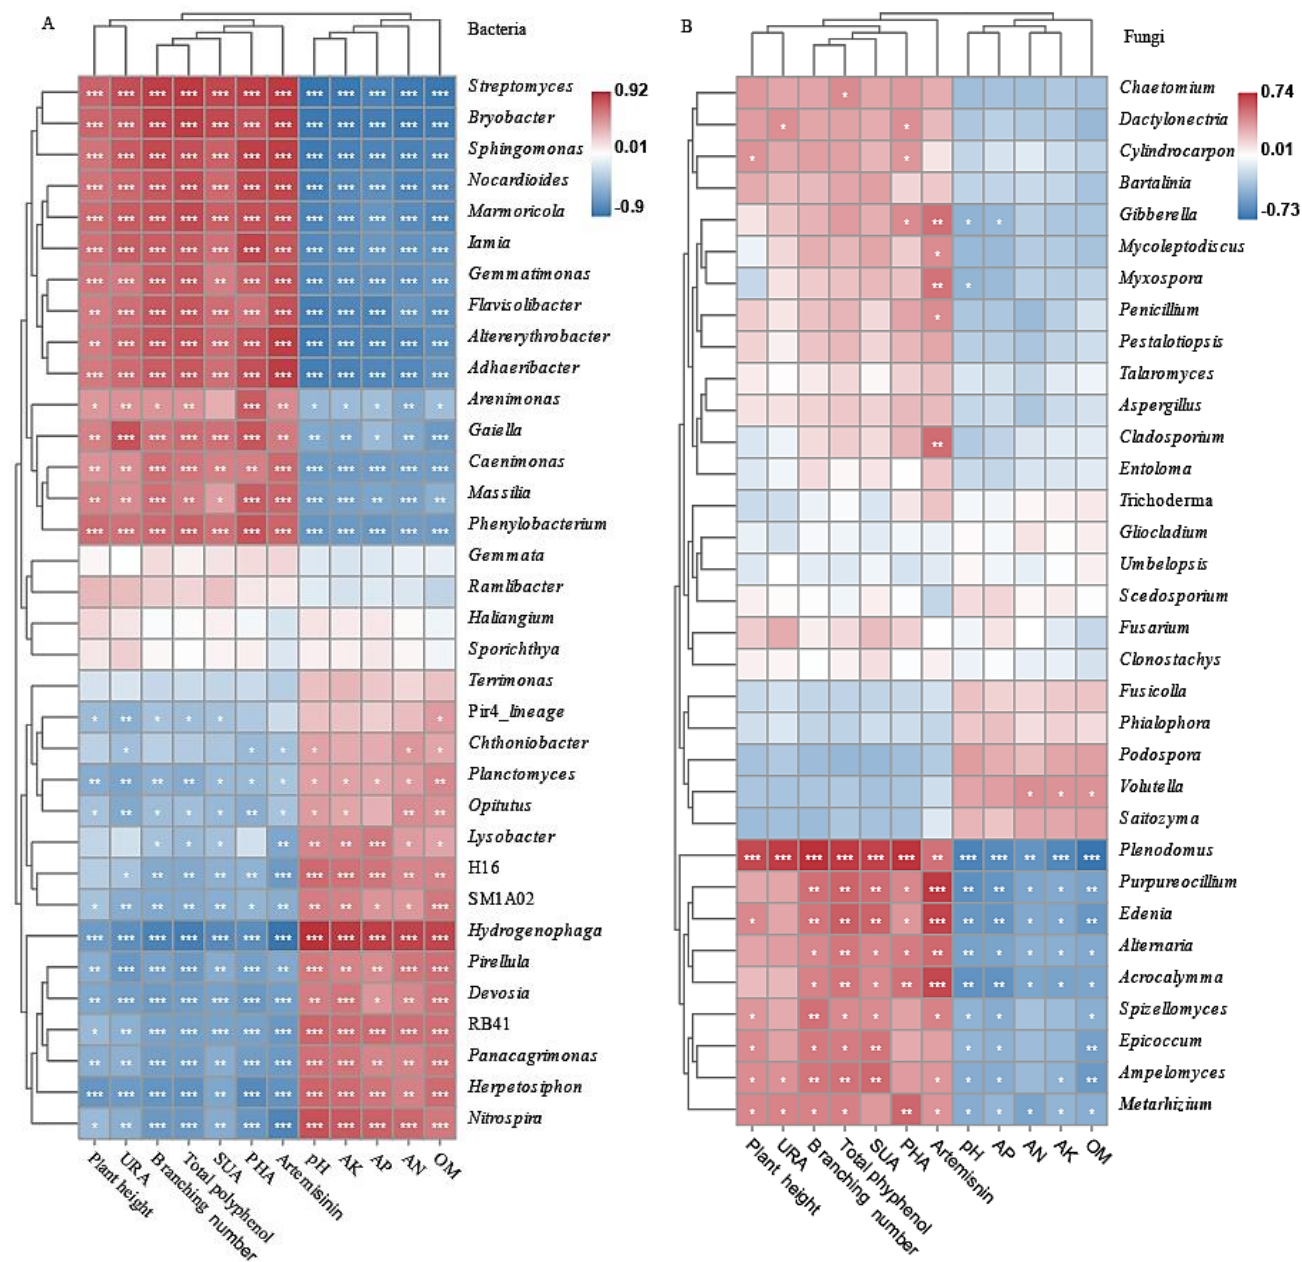 A
Bacteria
Streptomyces
Bryobacter
Sphingomonas
Nocardioides
Marmoricola
Iamia
Gemmatimonas
Flavisolibacter
Altererythrobacter
Adhaeribacter
Arenimonas
Gaiella
Caenimonas
Massilia
Phenylobacterium
Gemmata
Ramlibacter
Haliangium
Sporichthya
Terrimonas
Pir4_lineage
Chthoniobacter
Planctomyces
Opitutus
Lysobacter
H16
SM1A02
Hydrogenophaga
Pirellula
Devosia
RB41
Panacagrimonas
Herpetosiphon
Nitrospira
0.92
0.01
-0.9
Plant height
URA
Branching number
Total polyphenol
SUA
PHA
Artemisinin
pH
AK
AP
AN
OM
B
Fungi
Chaetomium
Dactylonectria
Cylindrocarpon
Bartalinia
Gibberella
Mycoleptodiscus
Myxospora
Penicillium
Pestalotiopsis
Talaromyces
Aspergillus
Cladosporium
Entoloma
Trichoderma
Gliocladium
Umbelopsis
Scedosporium
Fusarium
Clonostachys
Fusicolla
Phialophora
Podospora
Volutella
Saitozyma
Plenodomus
Purpureocillium
Edenia
Alternaria
Acrocalymma
Spizellomyces
Epicoccum
Ampelomyces
Metarhizium
0.74
0.01
-0.73
Plant height
URA
Branching number
Total phyphenol
SUA
PHA
Artemisnin
pH
AP
AN
AK
OM